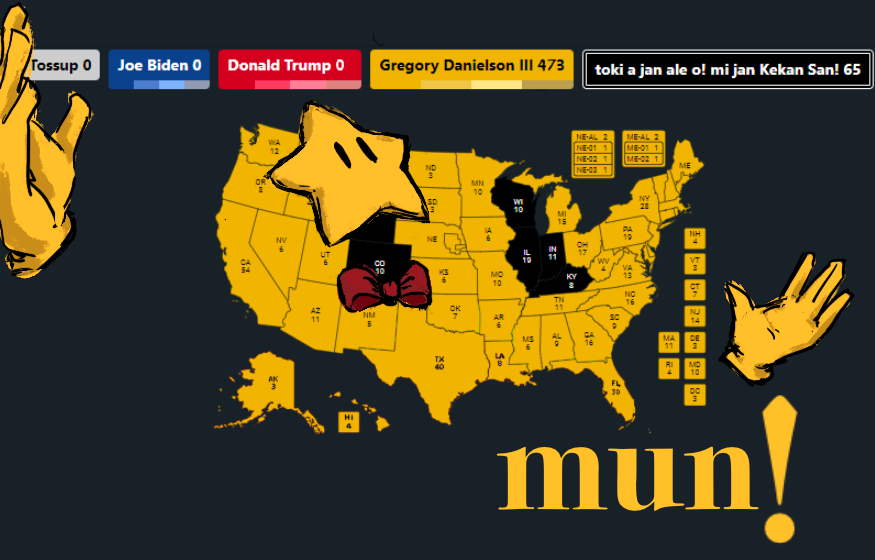 Tossup 0
Joe Biden 0
Donald Trump 0
Gregory Danielson III 473
toki a jan ale o! mi jan Kekan San! 65
NE-AL 2
NE-01 1
NE-02 1
NE-03 1
ME-AL 2
ME-01 1
ME-02 1
WA
12
OR
8
CA
54
NV
6
UT
6
AZ
11
CO
10
NM
5
ND
3
SD
3
NE
KS
6
OK
7
TX
40
MN
10
IA
6
MO
10
AR
6
LA
8
WI
10
IL
19
IN
11
MI
15
OH
17
KY
8
TN
11
MS
6
AL
9
GA
16
FL
30
SC
9
NC
16
WV
4
VA
13
PA
19
NY
28
ME
NH
4
VT
3
CT
7
NJ
14
MA
11
DE
3
RI
4
MD
10
DC
3
AK
3
HI
4
mun!